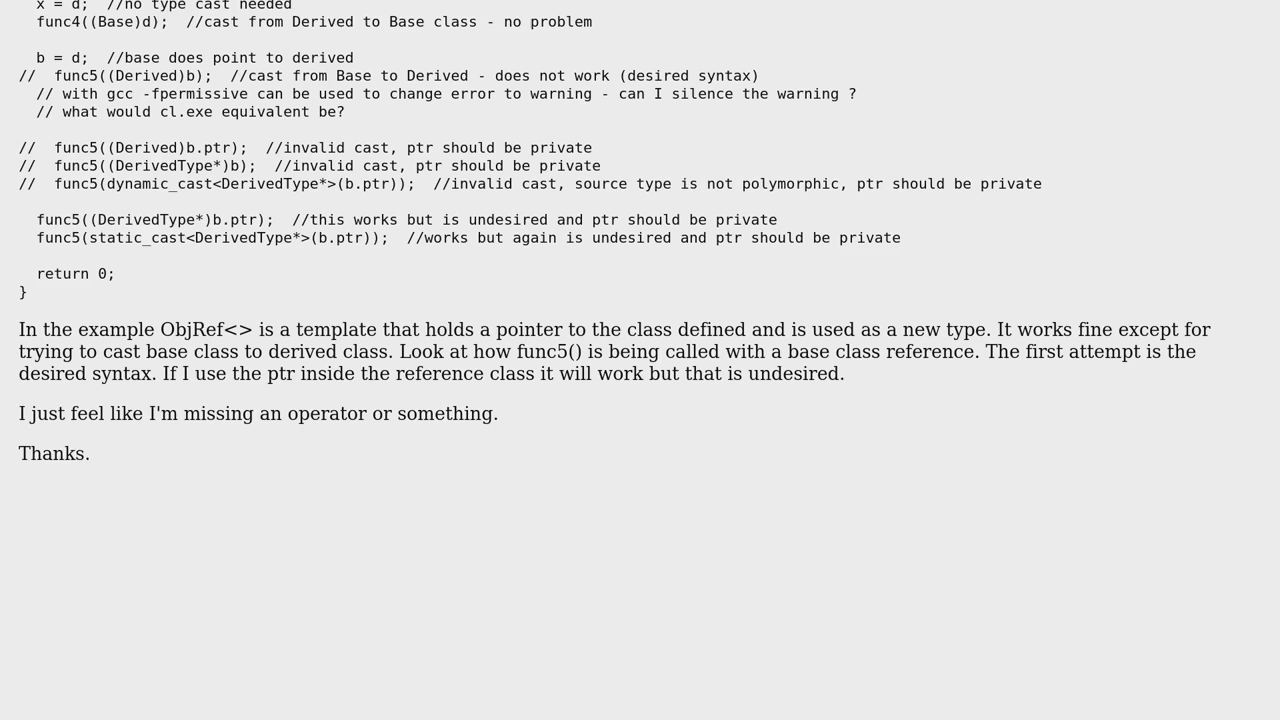 x = d;  //no type cast needed
func4((Base)d);  //cast from Derived to Base class - no problem
b = d;  //base does point to derived
//  func5((Derived)b);  //cast from Base to Derived - does not work (desired syntax)
// with gcc -fpermissive can be used to change error to warning - can I silence the warning ?
// what would cl.exe equivalent be?
//  func5((Derived)b.ptr);  //invalid cast, ptr should be private
//  func5((DerivedType*)b);  //invalid cast, ptr should be private
//  func5(dynamic_cast<DerivedType*>(b.ptr));  //invalid cast, source type is not polymorphic, ptr should be private
func5((DerivedType*)b.ptr);  //this works but is undesired and ptr should be private
func5(static_cast<DerivedType*>(b.ptr));  //works but again is undesired and ptr should be private
return 0;
}
In the example ObjRef<> is a template that holds a pointer to the class defined and is used as a new type. It works fine except for
trying to cast base class to derived class. Look at how func5() is being called with a base class reference. The first attempt is the
desired syntax. If I use the ptr inside the reference class it will work but that is undesired.
I just feel like I'm missing an operator or something.
Thanks.